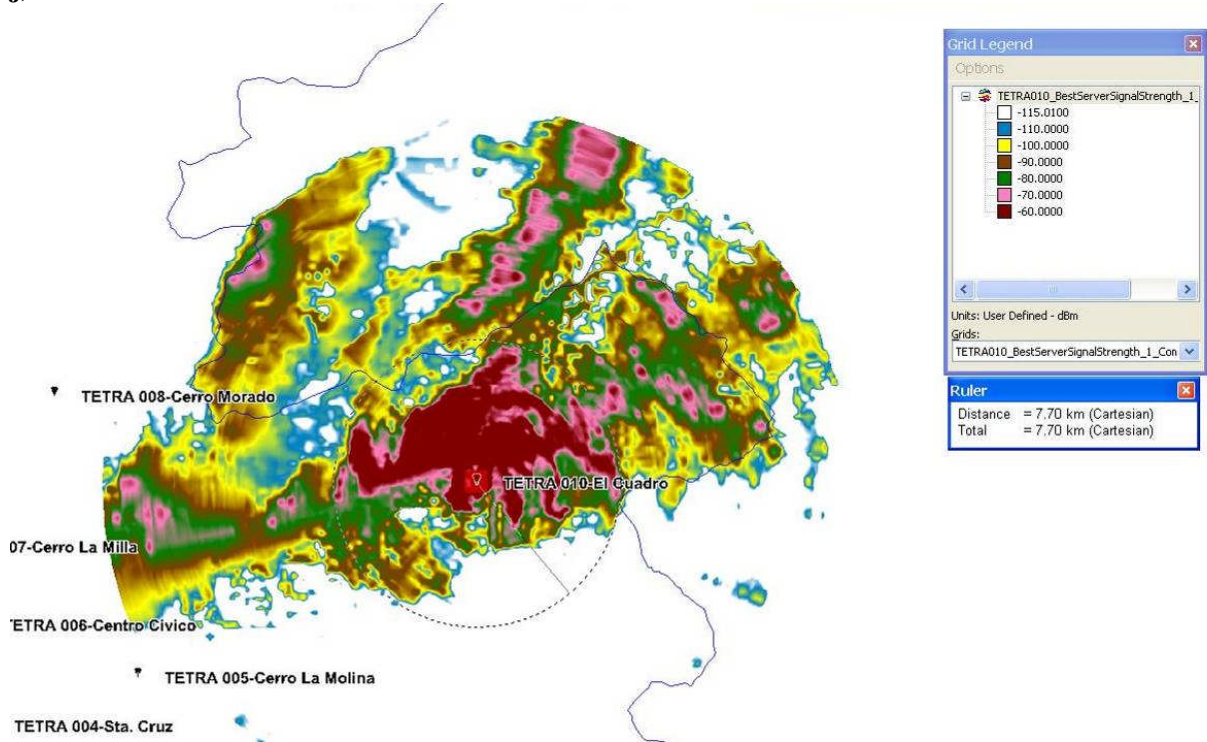 Grid Legend
Options
TETRA010_BestServerSignalStrength_1_
-115.0100
-110.0000
-100.0000
-90.0000
-80.0000
-70.0000
-60.0000
Units: User Defined - dBm
Grids:
TETRA010_BestServerSignalStrength_1_Con
Ruler
Distance = 7.70 km (Cartesian)
Total = 7.70 km (Cartesian)
TETRA 008-Cerro Morado
TETRA 010-El Cuadro
07-Cerro La Milla
TETRA 006-Centro Civico
TETRA 005-Cerro La Molina
TETRA 004-Sta. Cruz